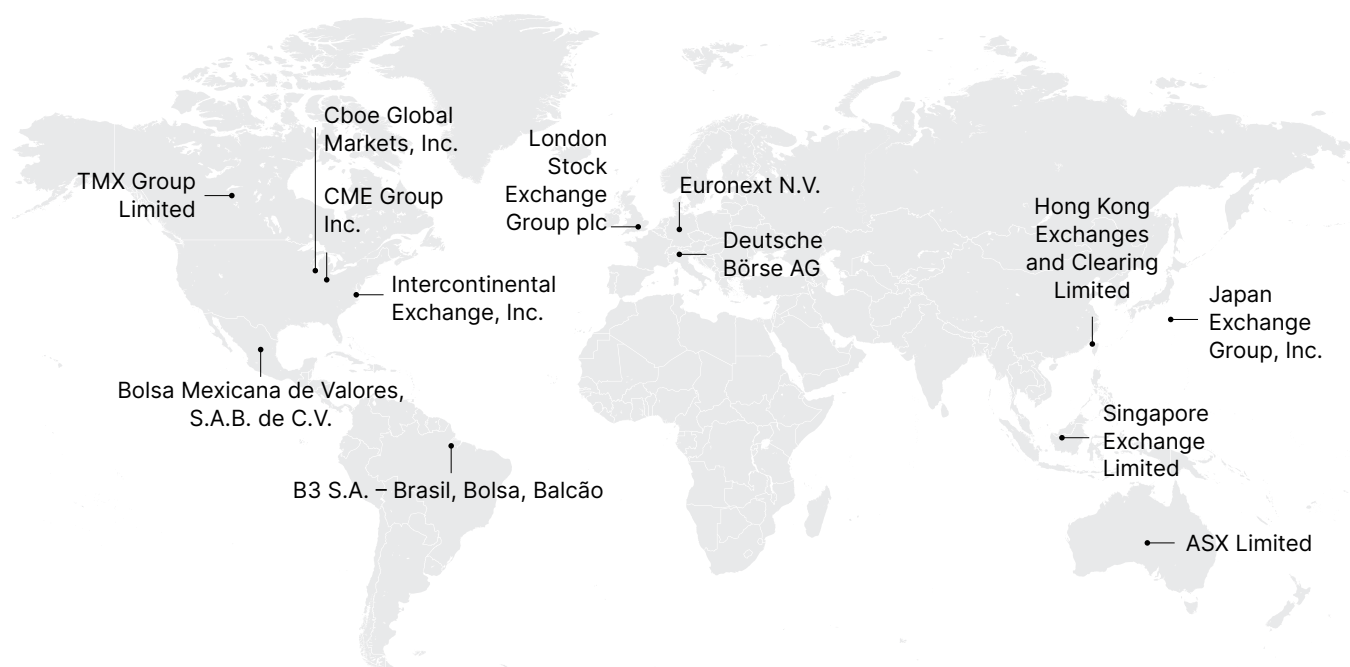 Cboe Global
Markets, Inc.
London
Stock
Exchange
Group plc
TMX Group
Limited
CME Group
Inc.
Euronext N.V.
Hong Kong
Exchanges
and Clearing
Limited
Deutsche
Börse AG
Intercontinental
Exchange, Inc.
Japan
Exchange
Group, Inc.
Bolsa Mexicana de Valores,
S.A.B. de C.V.
Singapore
Exchange
Limited
B3 S.A. – Brasil, Bolsa, Balcão
ASX Limited